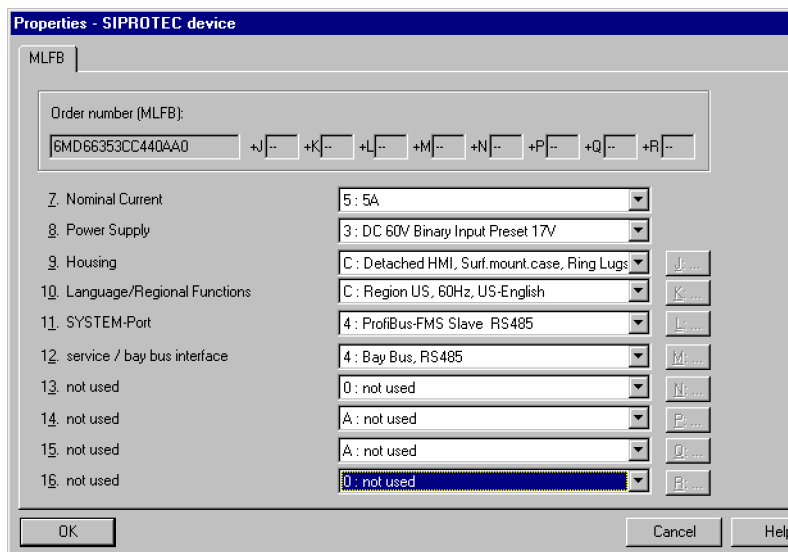 Properties - SIPROTEC device
MLFB
Order number (MLFB):
6MD66353CC440AA0 +J -- +K -- +L -- +M -- +N -- +P -- +Q -- +R --
7. Nominal Current 5 : 5A
8. Power Supply 3 : DC 60V Binary Input Preset 17V
9. Housing C : Detached HMI, Surf.mount.case, Ring Lugs J: ...
10. Language/Regional Functions C : Region US, 60Hz, US-English K: ...
11. SYSTEM-Port 4 : ProfiBus-FMS Slave RS485 L: ...
12. service / bay bus interface 4 : Bay Bus, RS485 M: ...
13. not used 0 : not used N: ...
14. not used A : not used P: ...
15. not used A : not used Q: ...
16. not used 0 : not used R: ...
OK Cancel Help